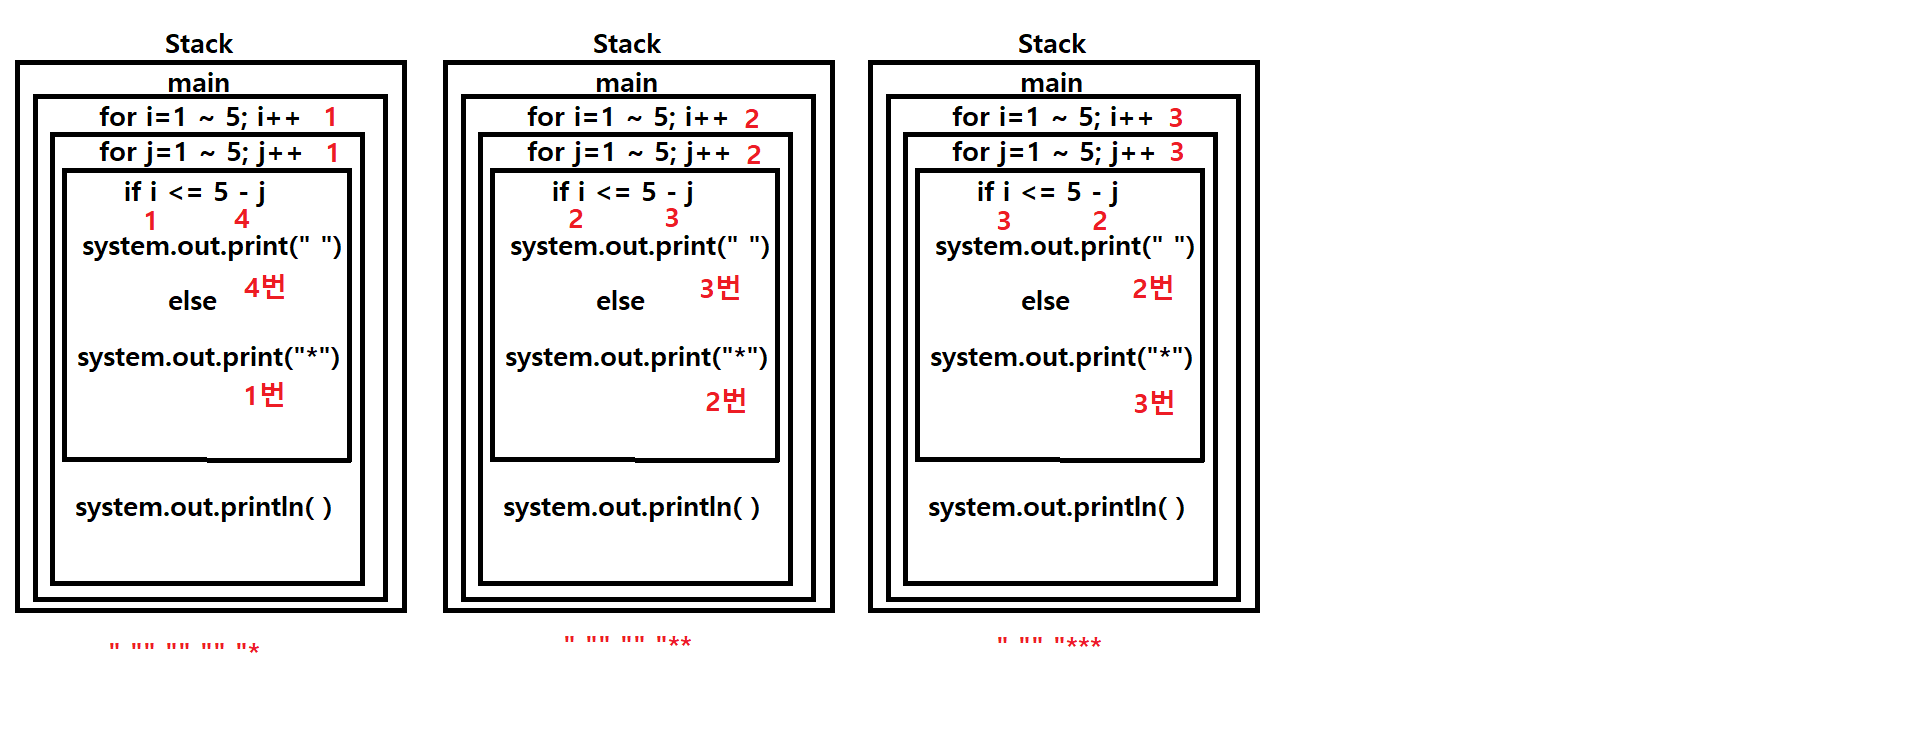 Stack
main
for i=1 ~ 5; i++ 1
for j=1 ~ 5; j++ 1
if i <= 5 - j
1 4
system.out.print(" ")
4번
else
system.out.print("*")
1번
system.out.println( )
" "" "" "" "*
Stack
main
for i=1 ~ 5; i++ 2
for j=1 ~ 5; j++ 2
if i <= 5 - j
2 3
system.out.print(" ")
3번
else
system.out.print("*")
2번
system.out.println( )
" "" "" "**
Stack
main
for i=1 ~ 5; i++ 3
for j=1 ~ 5; j++ 3
if i <= 5 - j
3 2
system.out.print(" ")
2번
else
system.out.print("*")
3번
system.out.println( )
" "" "***